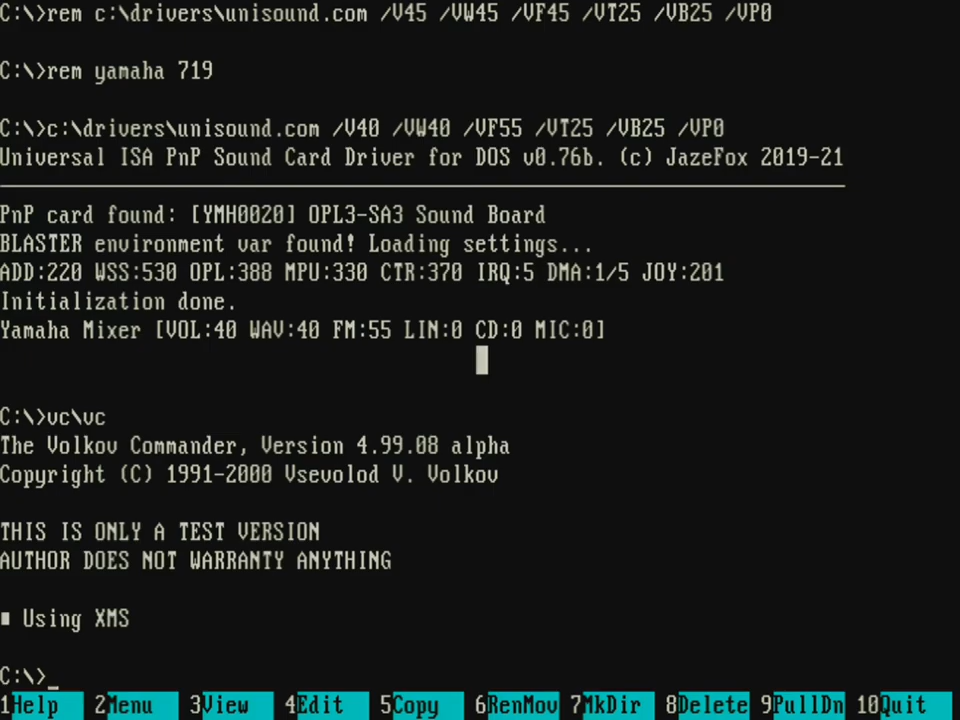 C:\>rem c:\drivers\unisound.com /V45 /VW45 /VF45 /VT25 /VB25 /VP0
C:\>rem yamaha 719
C:\>c:\drivers\unisound.com /V40 /VW40 /VF55 /VT25 /VB25 /VP0
Universal ISA PnP Sound Card Driver for DOS v0.76b. (c) JazeFox 2019-21
PnP card found: [YMH0020] OPL3-SA3 Sound Board
BLASTER environment var found! Loading settings...
ADD:220 WSS:530 OPL:388 MPU:330 CTR:370 IRQ:5 DMA:1/5 JOY:201
Initialization done.
Yamaha Mixer [VOL:40 WAV:40 FM:55 LIN:0 CD:0 MIC:0]
C:\>vc\vc
The Volkov Commander, Version 4.99.08 alpha
Copyright (C) 1991-2000 Vsevolod V. Volkov
THIS IS ONLY A TEST VERSION
AUTHOR DOES NOT WARRANTY ANYTHING
■ Using XMS
C:\>_
1Help 2Menu 3View 4Edit 5Copy 6RenMov 7MkDir 8Delete 9PullDn 10Quit